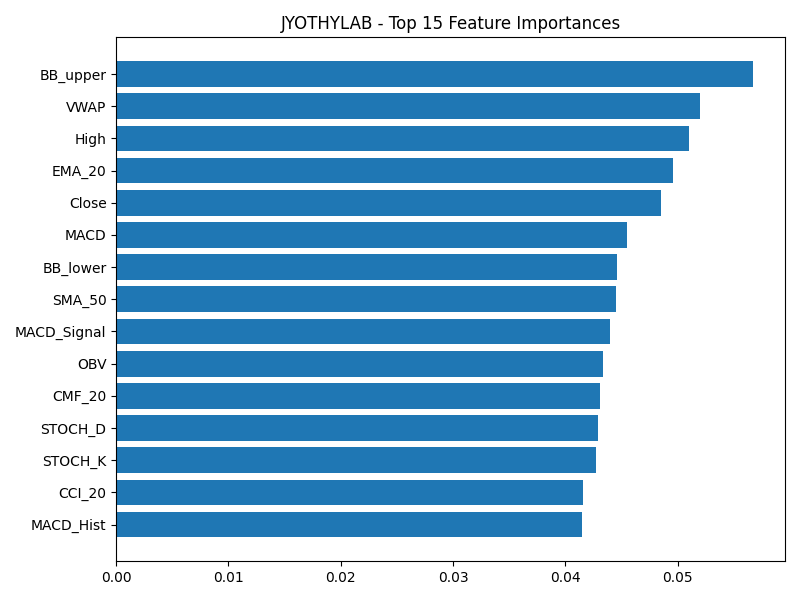 JYOTHYLAB - Top 15 Feature Importances
BB_upper
VWAP
High
EMA_20
Close
MACD
BB_lower
SMA_50
MACD_Signal
OBV
CMF_20
STOCH_D
STOCH_K
CCI_20
MACD_Hist
0.00 0.01 0.02 0.03 0.04 0.05